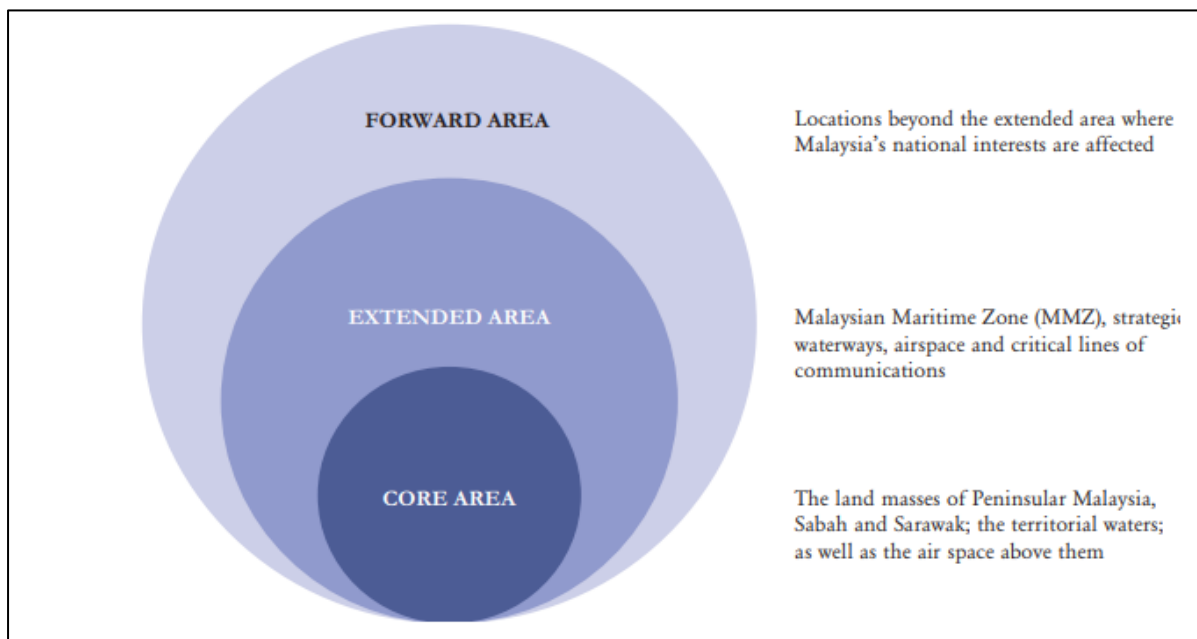 FORWARD AREA
Locations beyond the extended area where
Malaysia's national interests are affected
EXTENDED AREA
Malaysian Maritime Zone (MMZ), strategic
waterways, airspace and critical lines of
communications
CORE AREA
The land masses of Peninsular Malaysia,
Sabah and Sarawak; the territorial waters;
as well as the air space above them